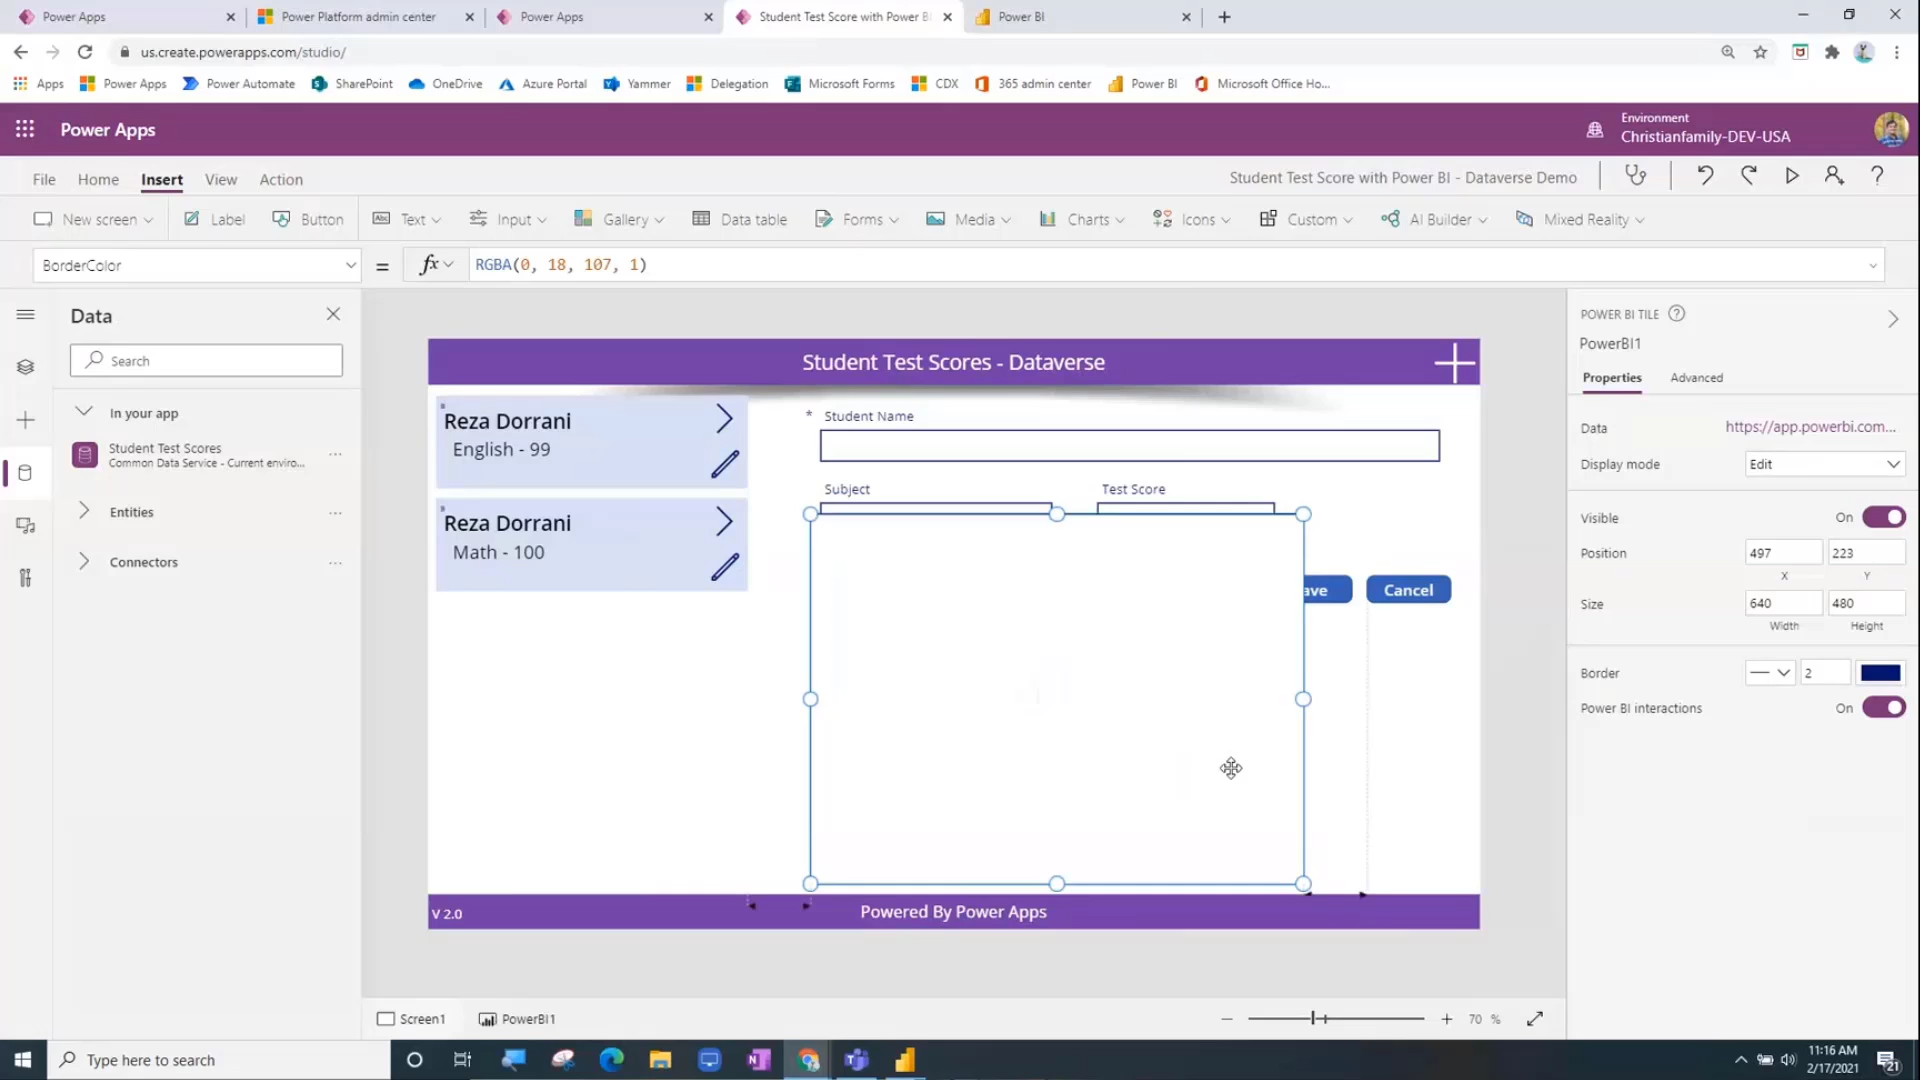 Power Apps
Power Platform admin center
Power Apps
Student Test Score with Power B
Power BI
us.create.powerapps.com/studio/
Apps
Power Apps
Power Automate
SharePoint
OneDrive
Azure Portal
Yammer
Delegation
Microsoft Forms
CDX
365 admin center
Power BI
Microsoft Office Ho...
Power Apps
Environment
Christianfamily-DEV-USA
File
Home
Insert
View
Action
Student Test Score with Power BI - Dataverse Demo
New screen
Label
Button
Text
Input
Gallery
Data table
Forms
Media
Charts
Icons
Custom
AI Builder
Mixed Reality
BorderColor
=
fx
RGBA(0, 18, 107, 1)
Data
Search
In your app
Student Test Scores
Common Data Service - Current enviro...
Entities
Connectors
Student Test Scores - Dataverse
Reza Dorrani
English - 99
Reza Dorrani
Math - 100
* Student Name
Subject
Test Score
ave
Cancel
V 2.0
Powered By Power Apps
POWER BI TILE
PowerBI1
Properties
Advanced
Data
https://app.powerbi.com...
Display mode
Edit
Visible
On
Position
497
223
X
Y
Size
640
480
Width
Height
Border
2
Power BI interactions
On
Screen1
PowerBI1
70 %
Type here to search
11:16 AM
2/17/2021
21